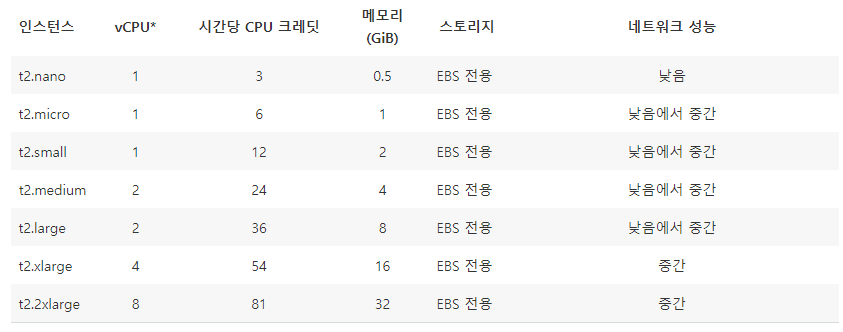 인스턴스 vCPU* 시간당 CPU 크레딧 메모리 (GiB) 스토리지 네트워크 성능
t2.nano 1 3 0.5 EBS 전용 낮음
t2.micro 1 6 1 EBS 전용 낮음에서 중간
t2.small 1 12 2 EBS 전용 낮음에서 중간
t2.medium 2 24 4 EBS 전용 낮음에서 중간
t2.large 2 36 8 EBS 전용 낮음에서 중간
t2.xlarge 4 54 16 EBS 전용 중간
t2.2xlarge 8 81 32 EBS 전용 중간